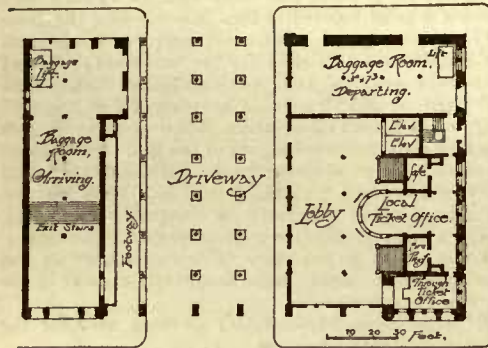 Baggage
Lift
Baggage
Room,
Arriving.
Exit Stairs
Footway
Driveway
Baggage Room.
Departing.
Lift
Elev
Elev
Safe
Lobby
Local
Ticket Office.
Through
Ticket
Office
10 20 30 Feet.